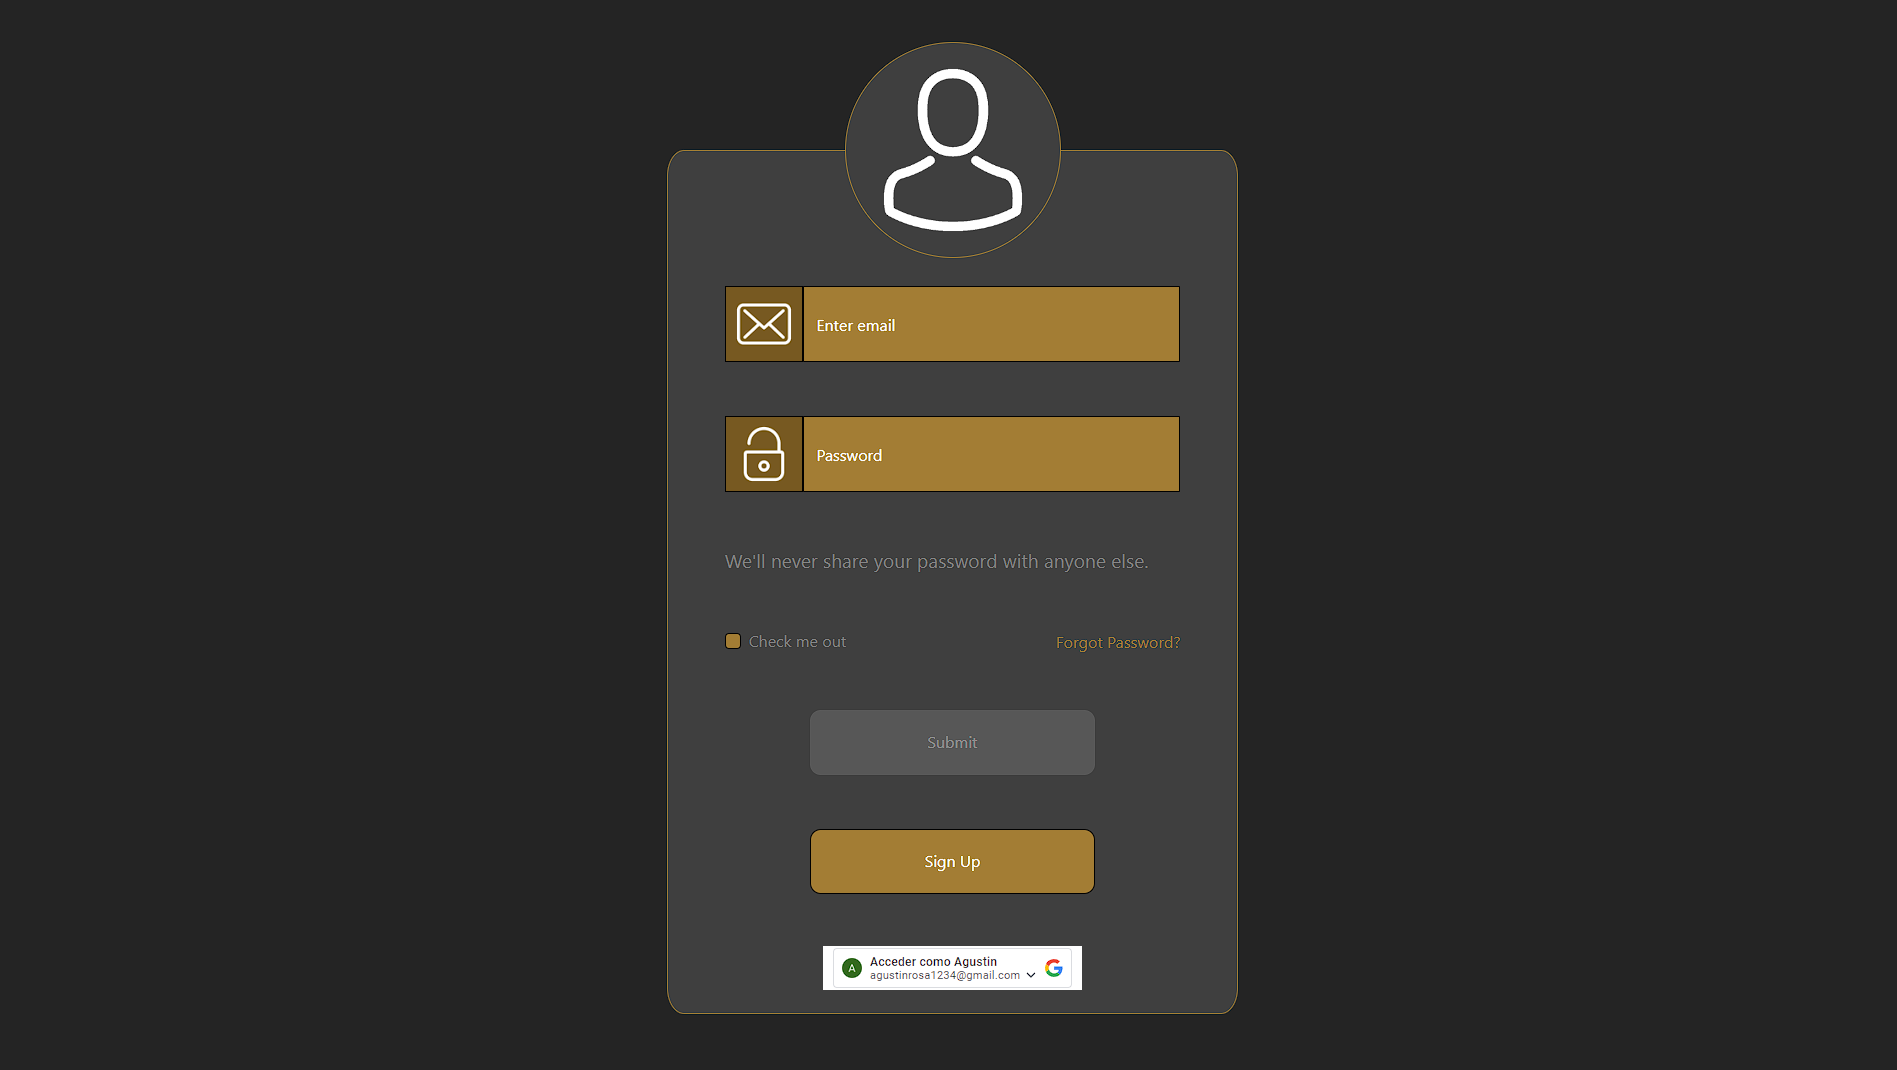 Enter email
Password
We'll never share your password with anyone else.
Check me out
Forgot Password?
Submit
Sign Up
A
Acceder como Agustin
agustinrosa1234@gmail.com